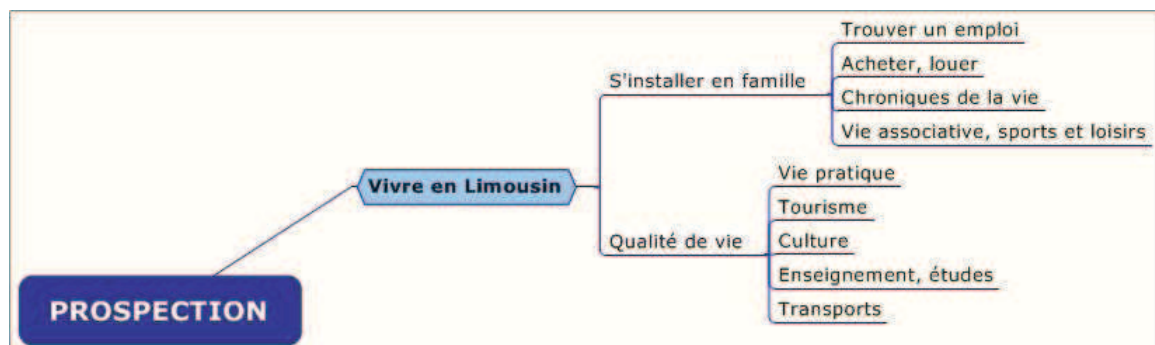 PROSPECTION
Vivre en Limousin
S'installer en famille
Trouver un emploi
Acheter, louer
Chroniques de la vie
Vie associative, sports et loisirs
Qualité de vie
Vie pratique
Tourisme
Culture
Enseignement, études
Transports